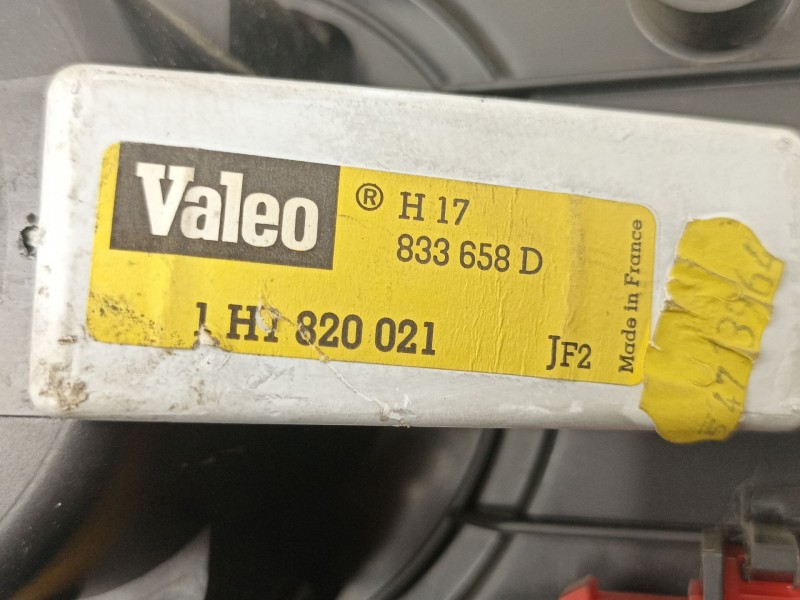 Valeo ® H 17
833 658 D
1 H1 820 021
JF2
Made in France